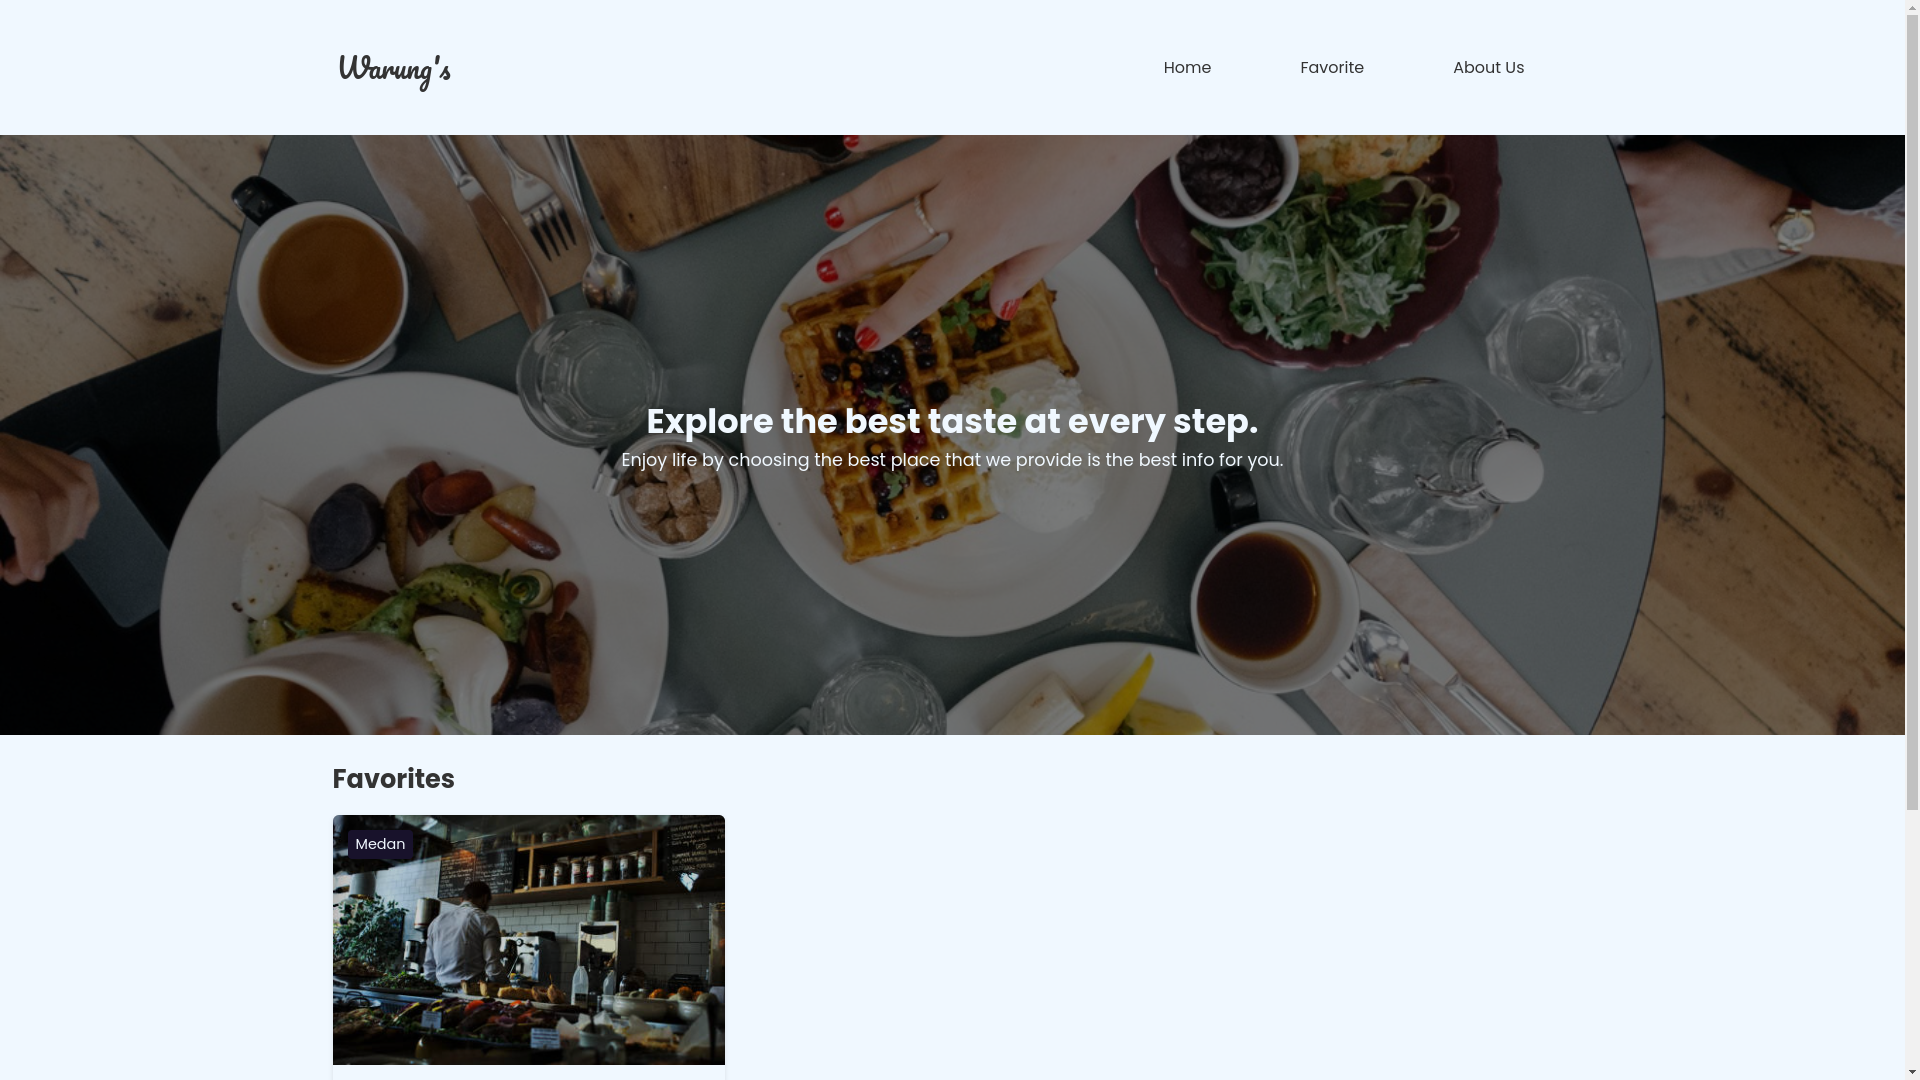 Warung's
Home
Favorite
About Us
Explore the best taste at every step.
Enjoy life by choosing the best place that we provide is the best info for you.
Favorites
Medan